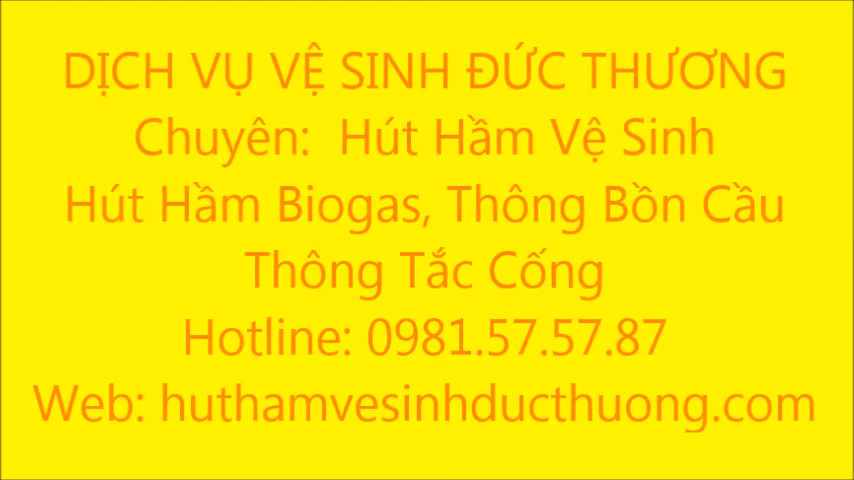 DỊCH VỤ VỆ SINH ĐỨC THƯƠNG
Chuyên: Hút Hầm Vệ Sinh
Hút Hầm Biogas, Thông Bồn Cầu
Thông Tắc Cống
Hotline: 0981.57.57.87
Web: huthamvesinhducthuong.com